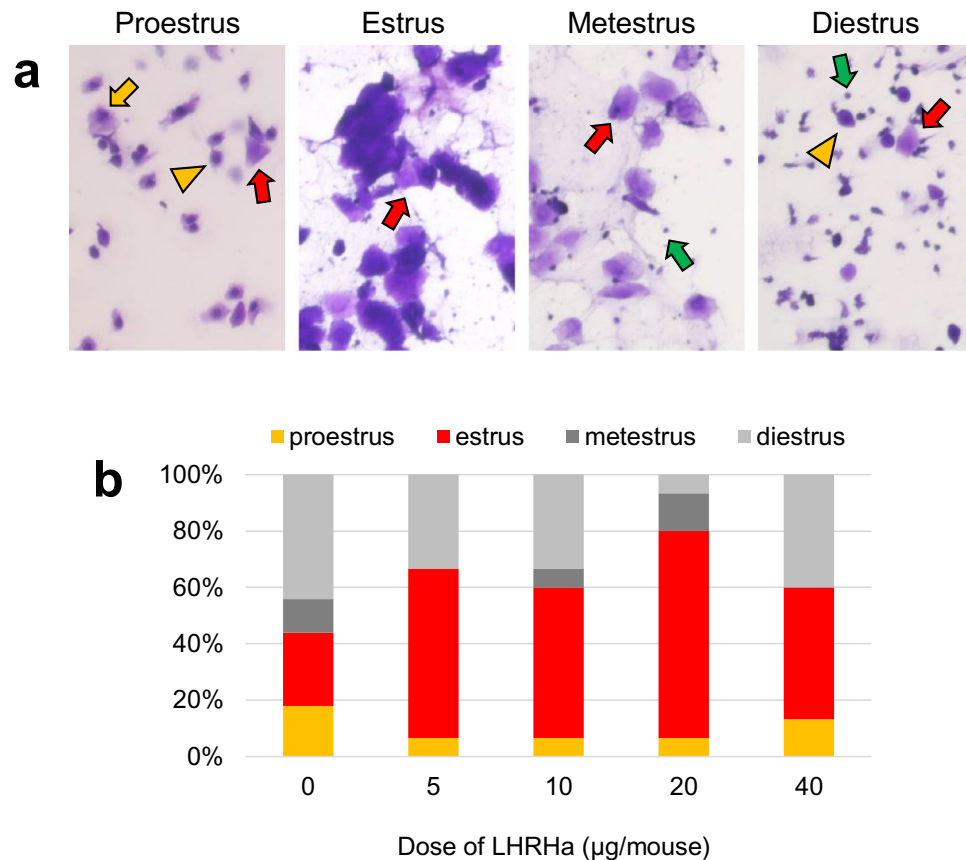 Proestrus Estrus Metestrus Diestrus
a
proestrus estrus metestrus diestrus
b
100%
80%
60%
40%
20%
0%
0 5 10 20 40
Dose of LHRHa (µg/mouse)